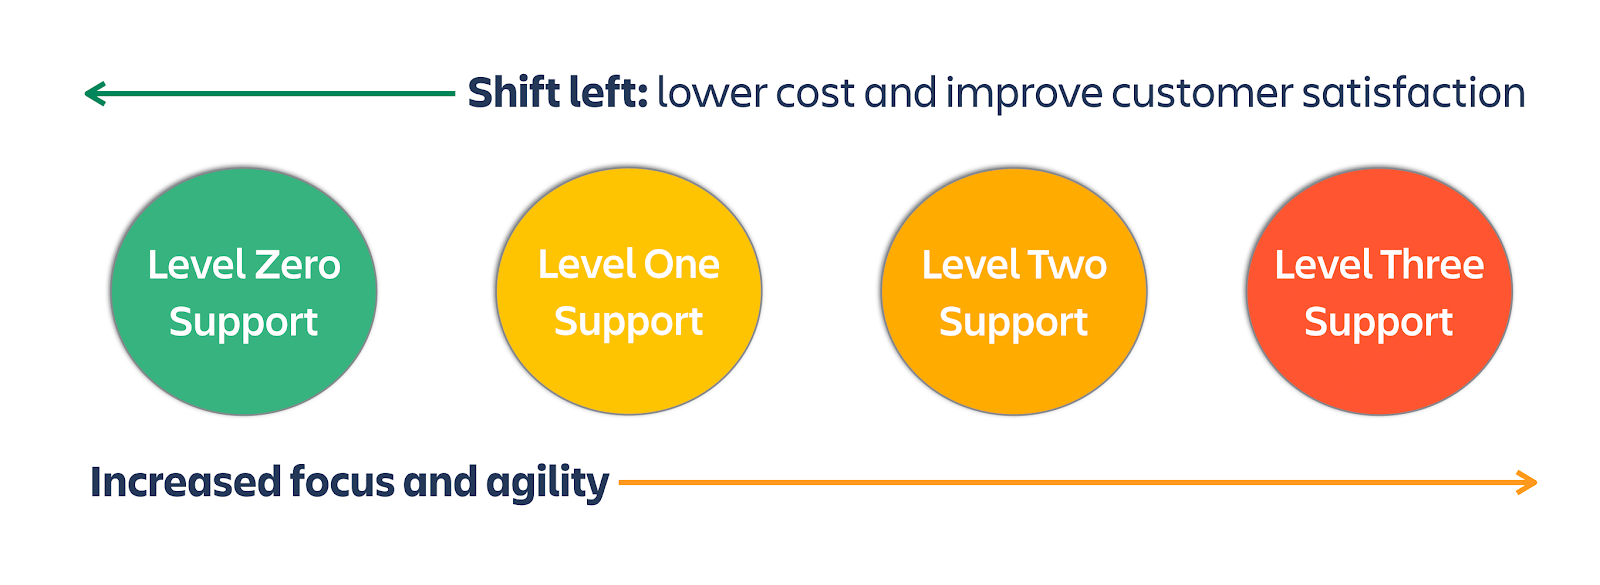 Shift left: lower cost and improve customer satisfaction
Level Zero
Support
Level One
Support
Level Two
Support
Level Three
Support
Increased focus and agility